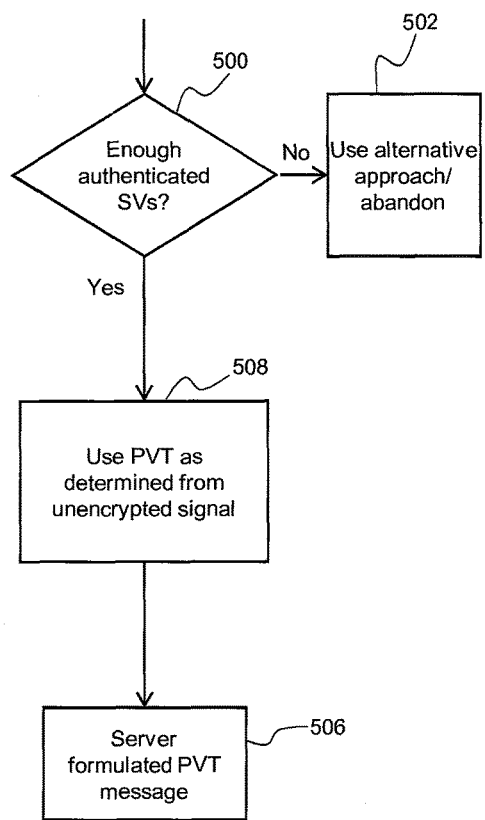 500
502
Enough
authenticated
SVs?
No
Use alternative
approach/
abandon
Yes
508
Use PVT as
determined from
unencrypted signal
506
Server
formulated PVT
message